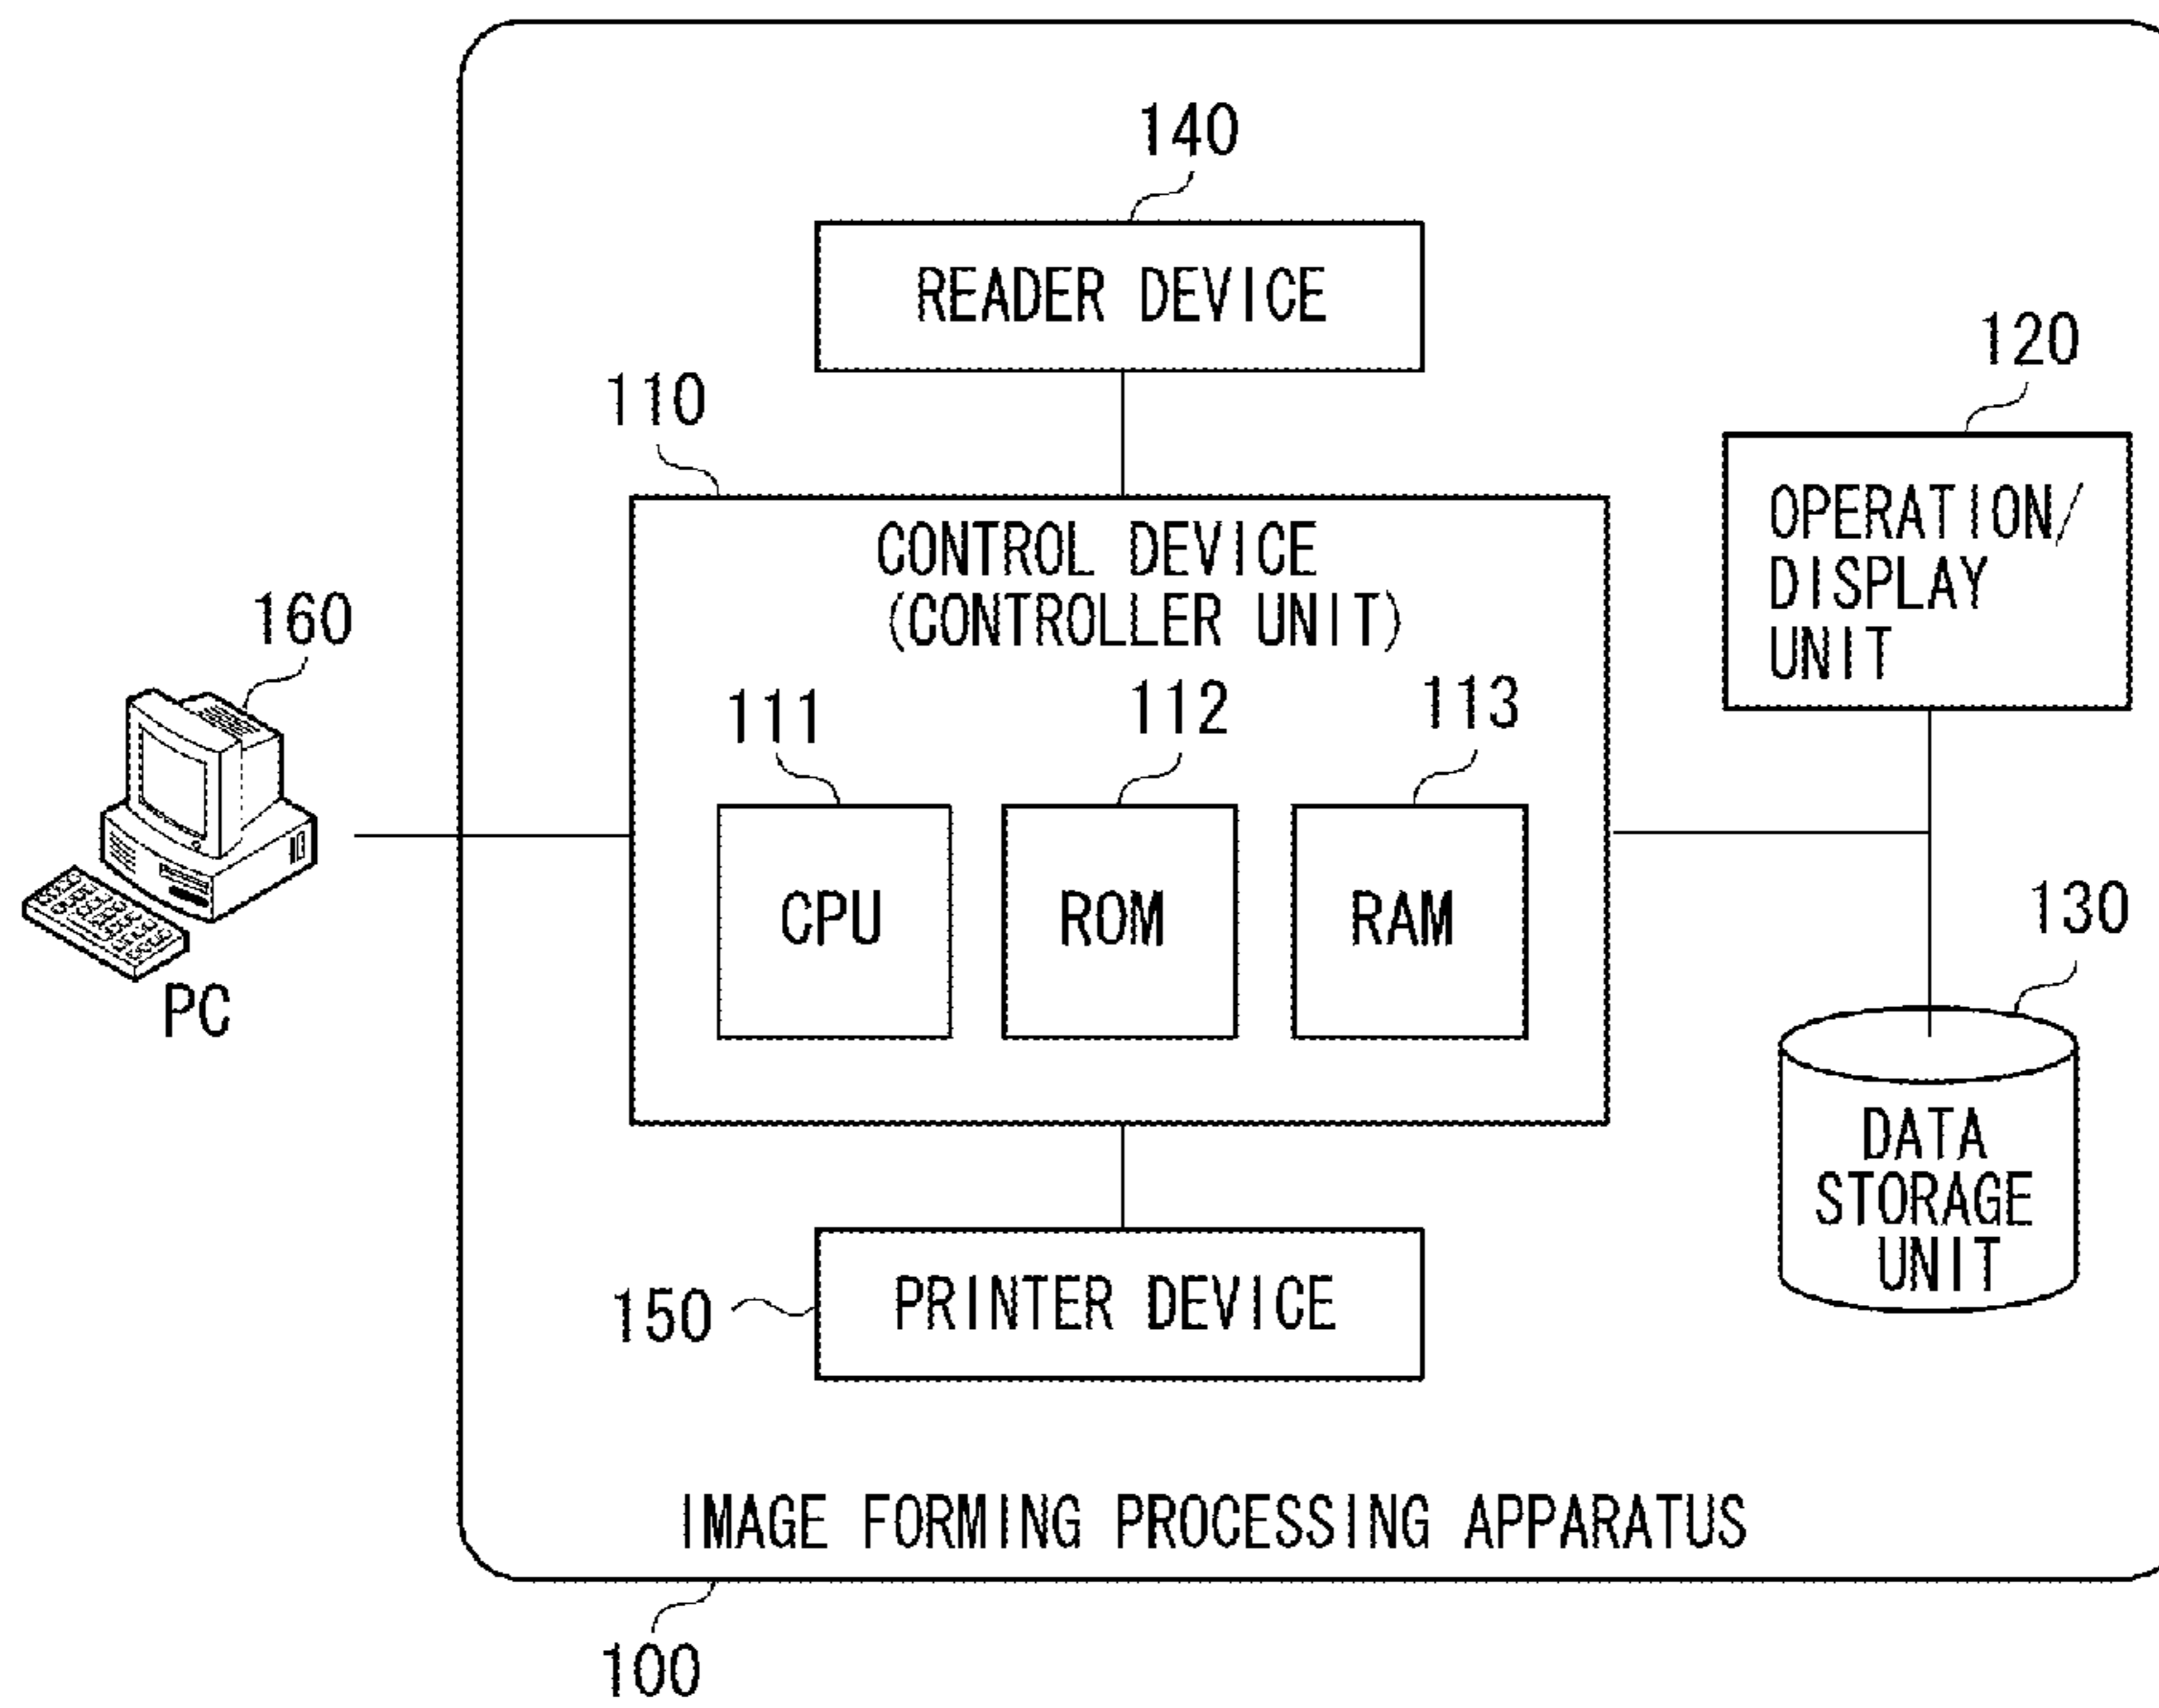 140
READER DEVICE
120
110
OPERATION/
DISPLAY
UNIT
CONTROL DEVICE
(CONTROLLER UNIT)
160
111
112
113
CPU
ROM
RAM
130
PC
DATA
STORAGE
UNIT
150
PRINTER DEVICE
IMAGE FORMING PROCESSING APPARATUS
100